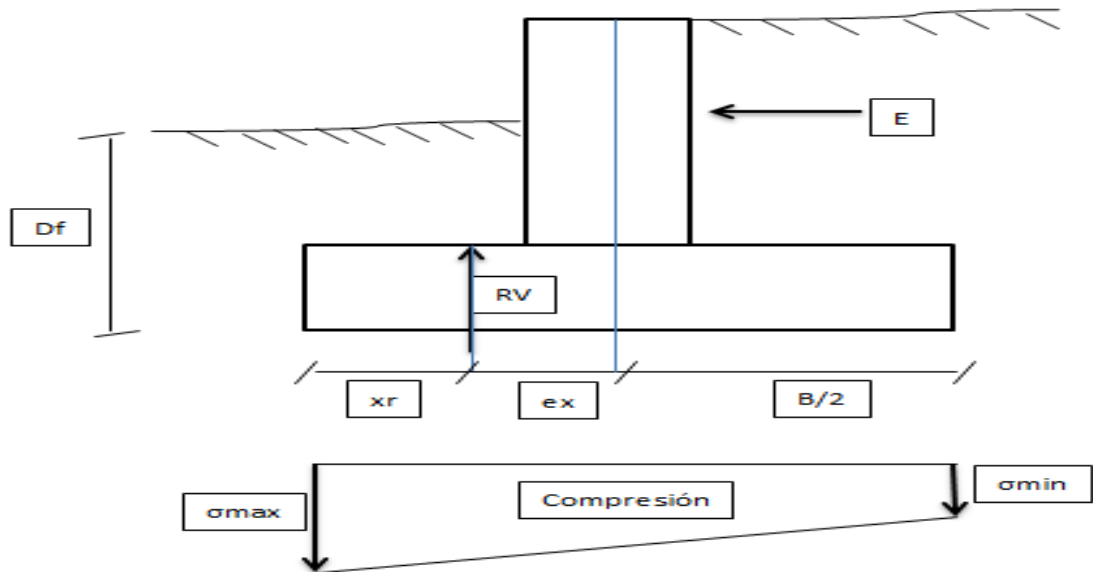 E
Df
RV
xr
ex
B/2
σmax
Compresión
σmin